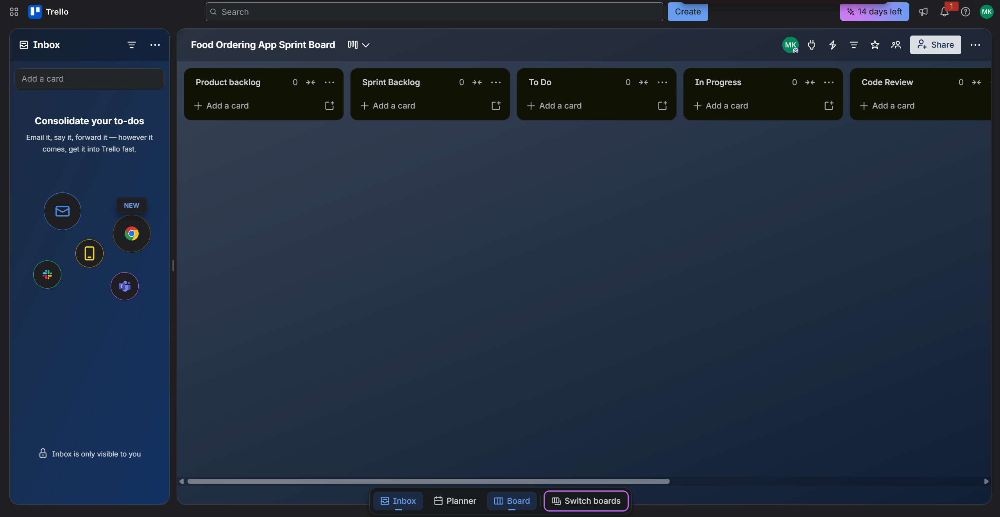 Trello
Search
Create
14 days left
1
MK
Inbox
Add a card
Consolidate your to-dos
Email it, say it, forward it — however it
comes, get it into Trello fast.
NEW
Inbox is only visible to you
Food Ordering App Sprint Board
MK
Share
Product backlog 0
Add a card
Sprint Backlog 0
Add a card
To Do 0
Add a card
In Progress 0
Add a card
Code Review 0
Add a card
Inbox
Planner
Board
Switch boards